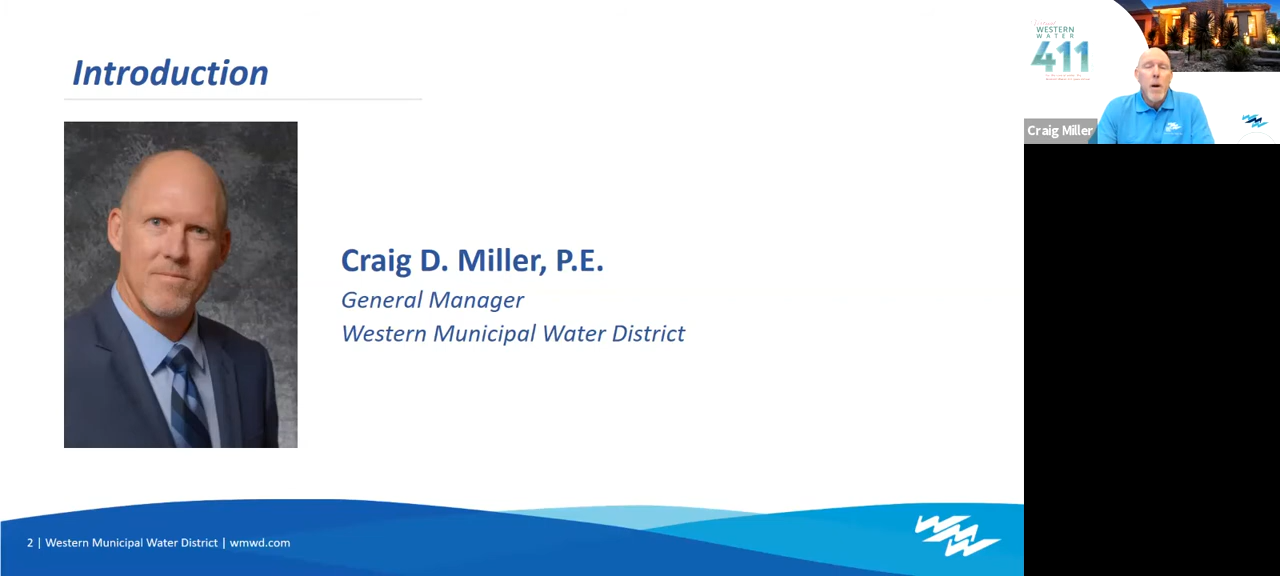 Introduction
Craig D. Miller, P.E.
General Manager
Western Municipal Water District
2 | Western Municipal Water District | wmwd.com
WESTERN
WATER
411
Craig Miller